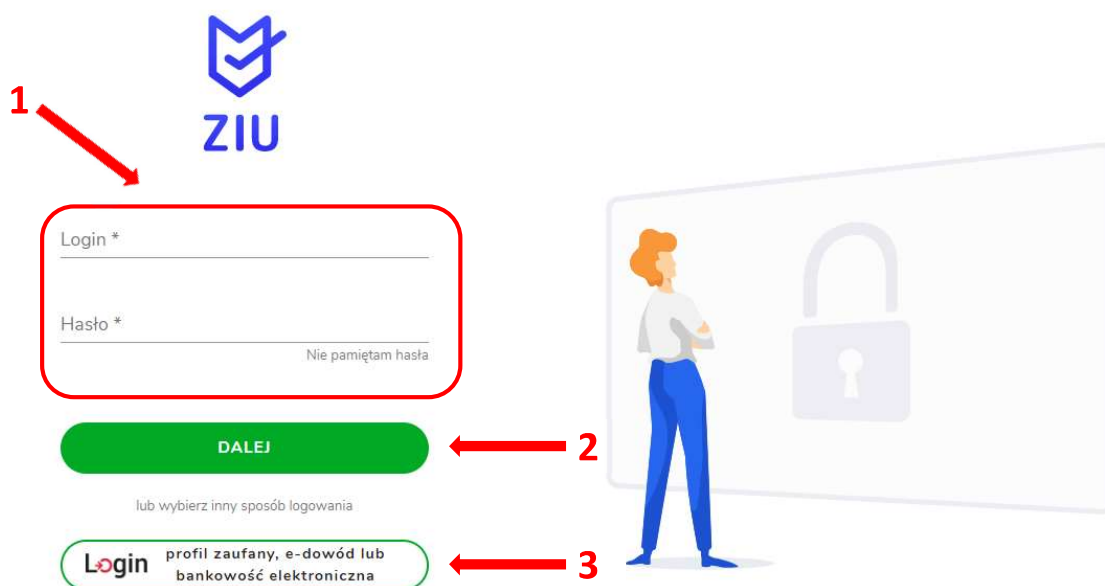 1
ZIU
Login *
Hasło *
Nie pamiętam hasła
DALEJ
2
lub wybierz inny sposób logowania
Login profil zaufany, e-dowód lub
bankowość elektroniczna
3